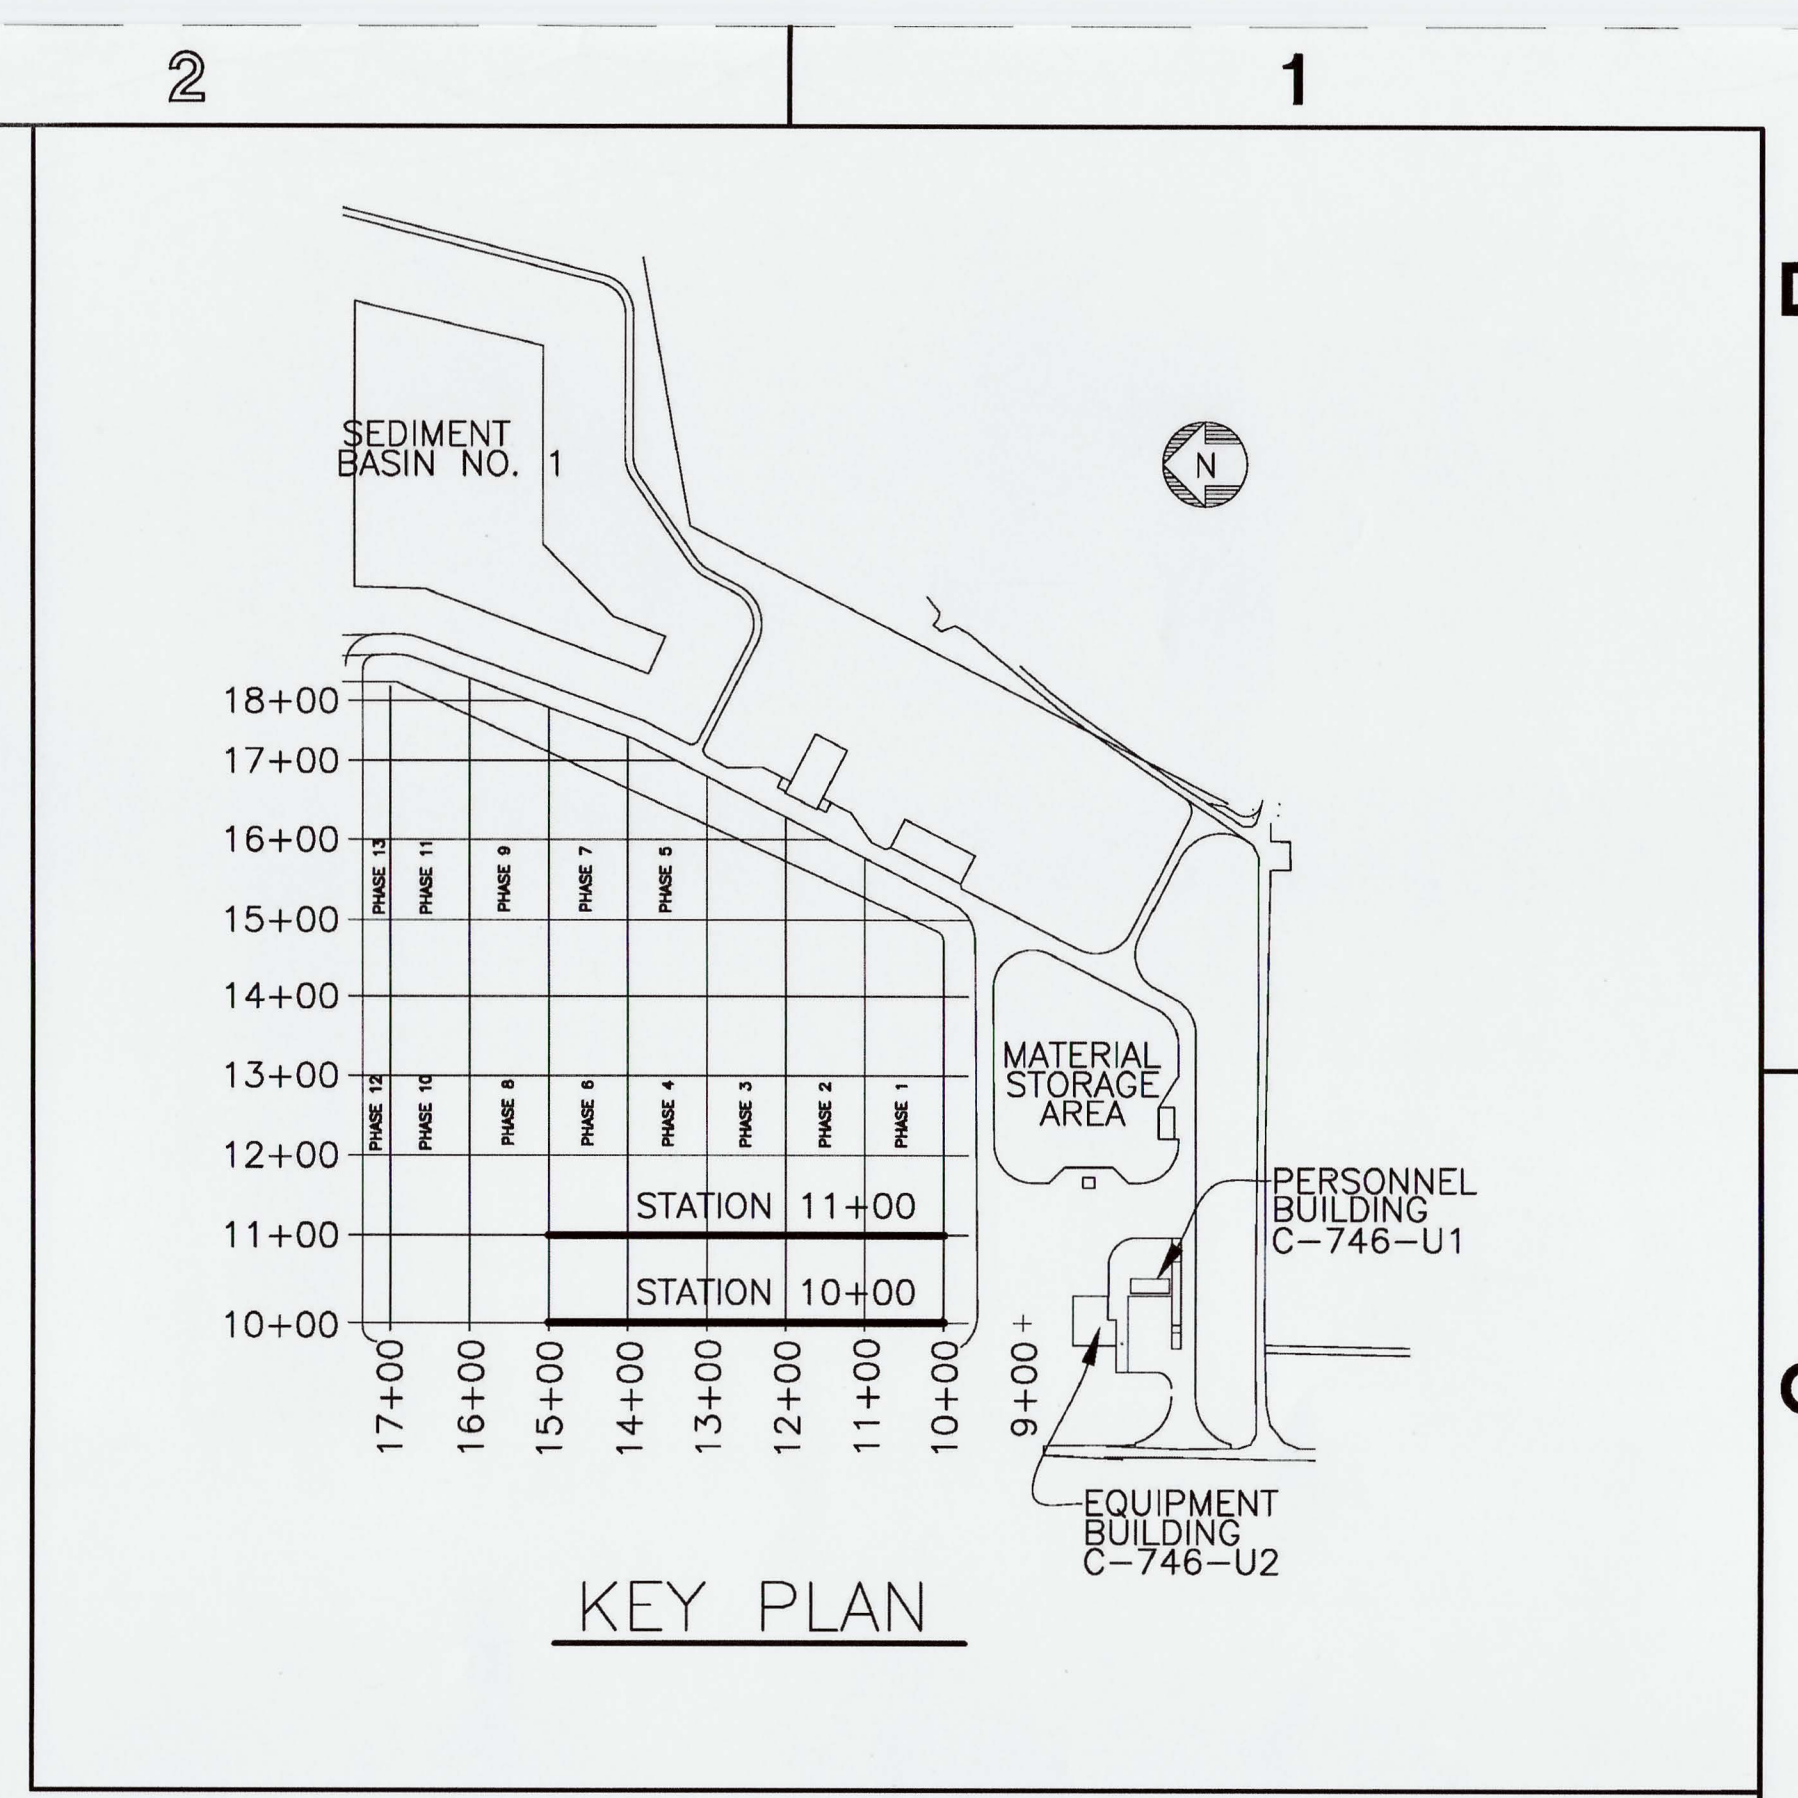 2
1
D
SEDIMENT
BASIN NO. 1
N
18+00
17+00
16+00
15+00
14+00
13+00
12+00
11+00
10+00
PHASE 13
PHASE 11
PHASE 9
PHASE 7
PHASE 5
PHASE 12
PHASE 10
PHASE 8
PHASE 6
PHASE 4
PHASE 3
PHASE 2
PHASE 1
MATERIAL
STORAGE
AREA
STATION 11+00
STATION 10+00
PERSONNEL
BUILDING
C-746-U1
17+00
16+00
15+00
14+00
13+00
12+00
11+00
10+00
9+00
EQUIPMENT
BUILDING
C-746-U2
KEY PLAN